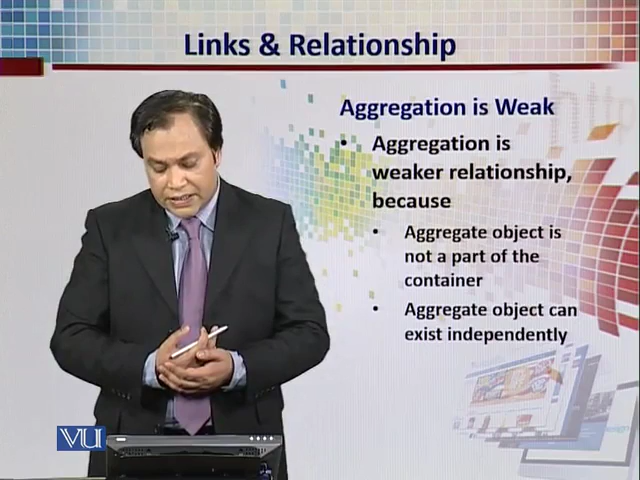 Links & Relationship
Aggregation is Weak
• Aggregation is
weaker relationship,
because
• Aggregate object is
not a part of the
container
• Aggregate object can
exist independently
VU